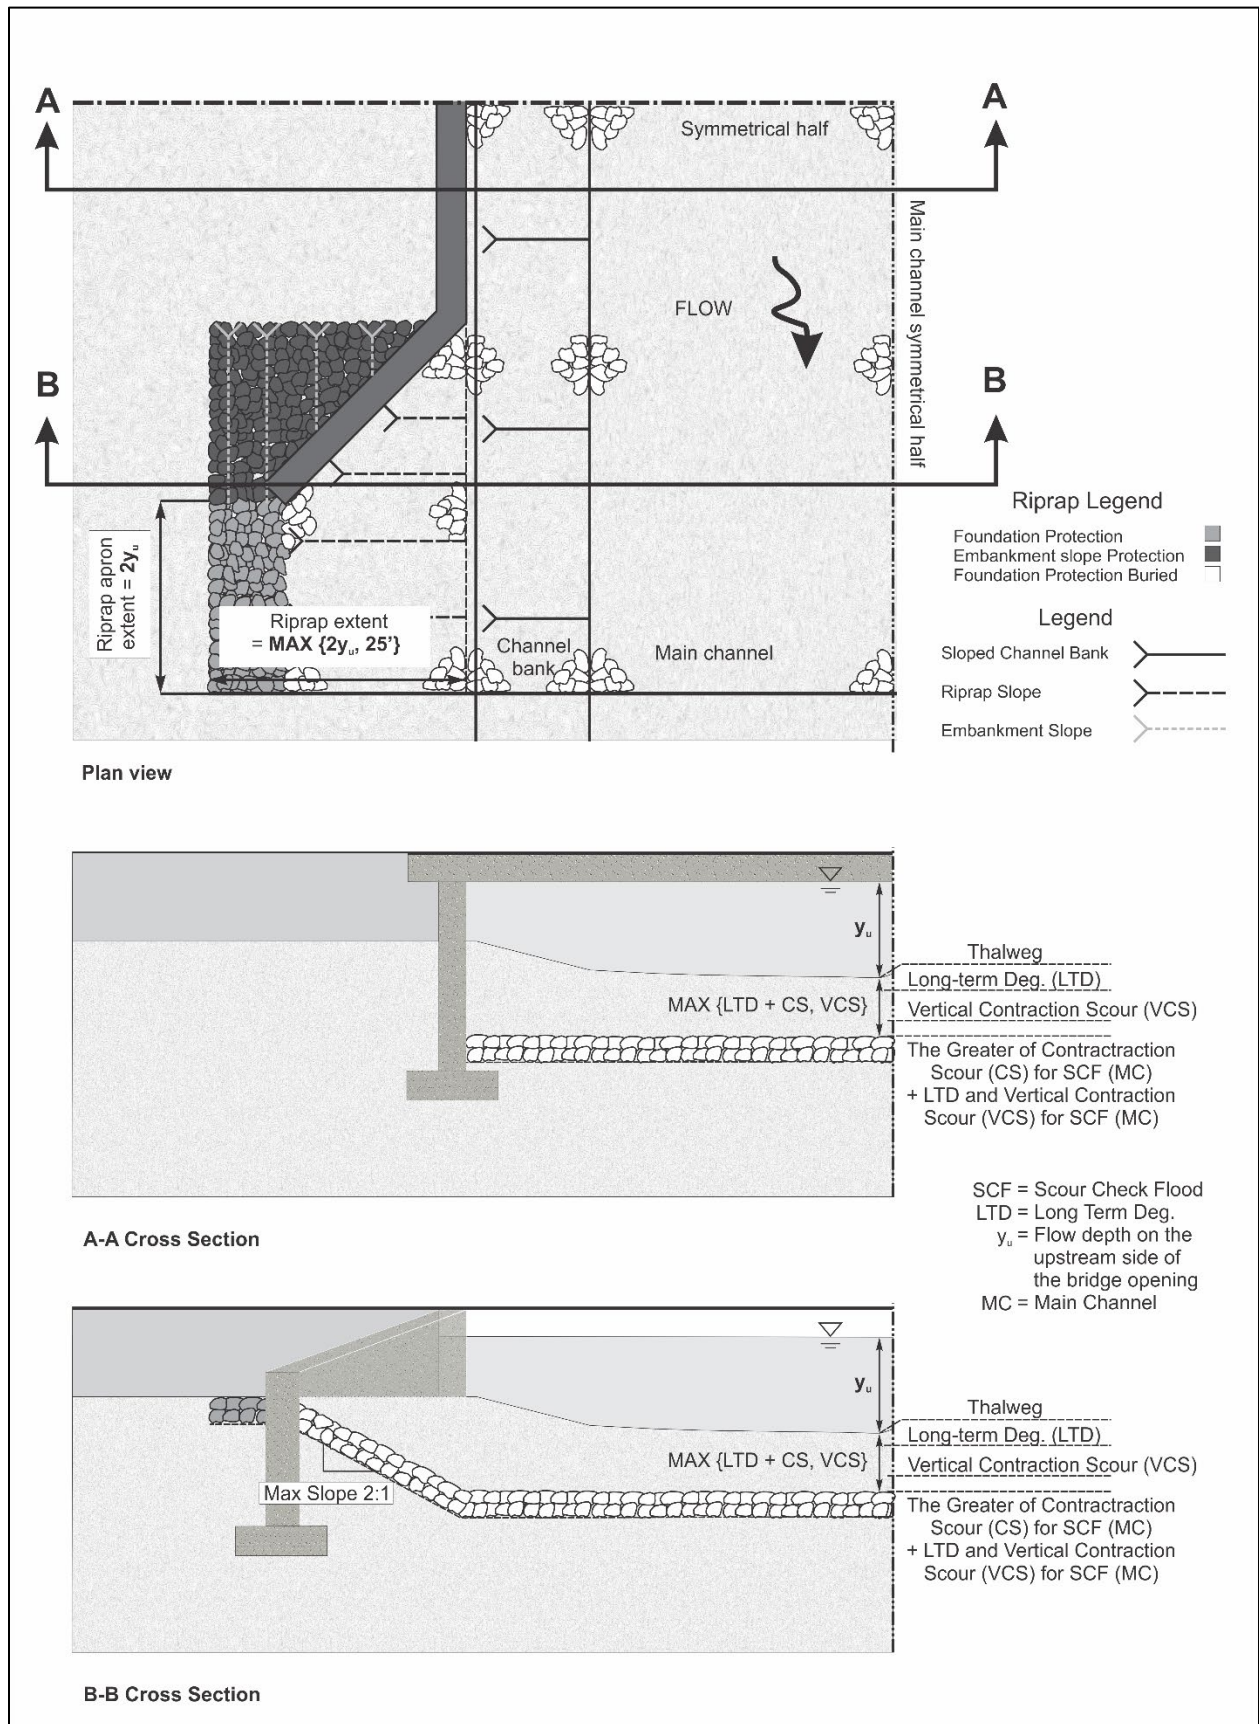 A
A
Symmetrical half
Main channel symmetrical half
FLOW
B
B
Riprap Legend
Foundation Protection
Embankment slope Protection
Foundation Protection Buried
Riprap apron
extent = 2yu
Riprap extent
= MAX {2yu, 25’}
Channel
bank
Main channel
Legend
Sloped Channel Bank
Riprap Slope
Embankment Slope
Plan view
yu
Thalweg
Long-term Deg. (LTD)
MAX {LTD + CS, VCS}
Vertical Contraction Scour (VCS)
The Greater of Contractraction
Scour (CS) for SCF (MC)
+ LTD and Vertical Contraction
Scour (VCS) for SCF (MC)
A-A Cross Section
SCF = Scour Check Flood
LTD = Long Term Deg.
yu = Flow depth on the
upstream side of
the bridge opening
MC = Main Channel
yu
Thalweg
Long-term Deg. (LTD)
MAX {LTD + CS, VCS}
Vertical Contraction Scour (VCS)
Max Slope 2:1
The Greater of Contractraction
Scour (CS) for SCF (MC)
+ LTD and Vertical Contraction
Scour (VCS) for SCF (MC)
B-B Cross Section